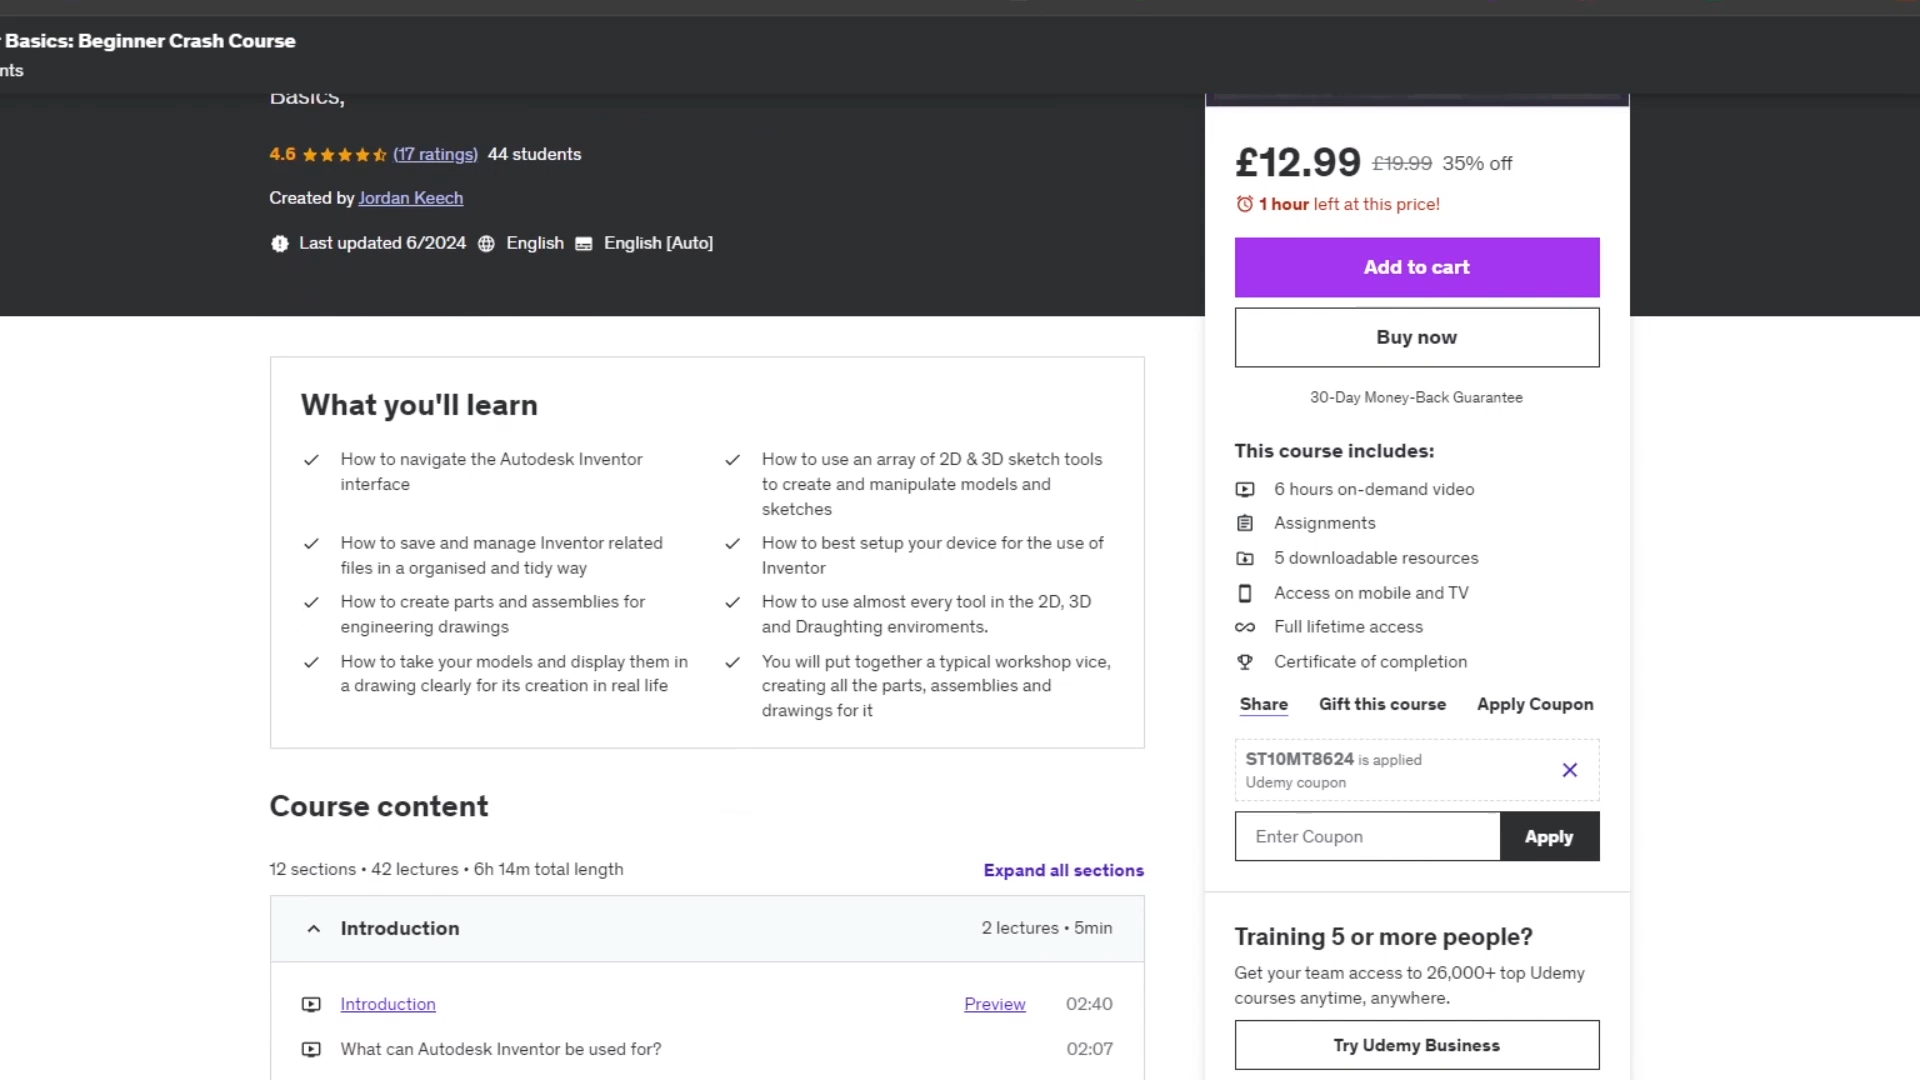 Basics: Beginner Crash Course
nts
Basics,
4.6 (17 ratings) 44 students
Created by Jordan Keech
Last updated 6/2024 English English [Auto]
What you'll learn
How to navigate the Autodesk Inventor
interface
How to use an array of 2D & 3D sketch tools
to create and manipulate models and
sketches
How to save and manage Inventor related
files in a organised and tidy way
How to best setup your device for the use of
Inventor
How to create parts and assemblies for
engineering drawings
How to use almost every tool in the 2D, 3D
and Draughting enviroments.
How to take your models and display them in
a drawing clearly for its creation in real life
You will put together a typical workshop vice,
creating all the parts, assemblies and
drawings for it
Course content
12 sections • 42 lectures • 6h 14m total length
Expand all sections
Introduction 2 lectures • 5min
Introduction Preview 02:40
What can Autodesk Inventor be used for? 02:07
£12.99 £19.99 35% off
1 hour left at this price!
Add to cart
Buy now
30-Day Money-Back Guarantee
This course includes:
6 hours on-demand video
Assignments
5 downloadable resources
Access on mobile and TV
Full lifetime access
Certificate of completion
Share Gift this course Apply Coupon
ST10MT8624 is applied
Udemy coupon
Enter Coupon Apply
Training 5 or more people?
Get your team access to 26,000+ top Udemy
courses anytime, anywhere.
Try Udemy Business